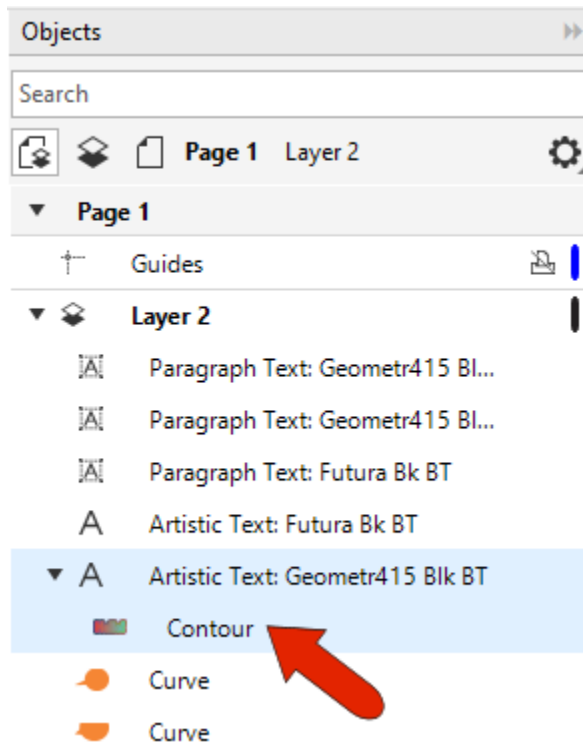 Objects
Search
Page 1 Layer 2
Page 1
Guides
Layer 2
Paragraph Text: Geometr415 Bl...
Paragraph Text: Geometr415 Bl...
Paragraph Text: Futura Bk BT
Artistic Text: Futura Bk BT
Artistic Text: Geometr415 Blk BT
Contour
Curve
Curve